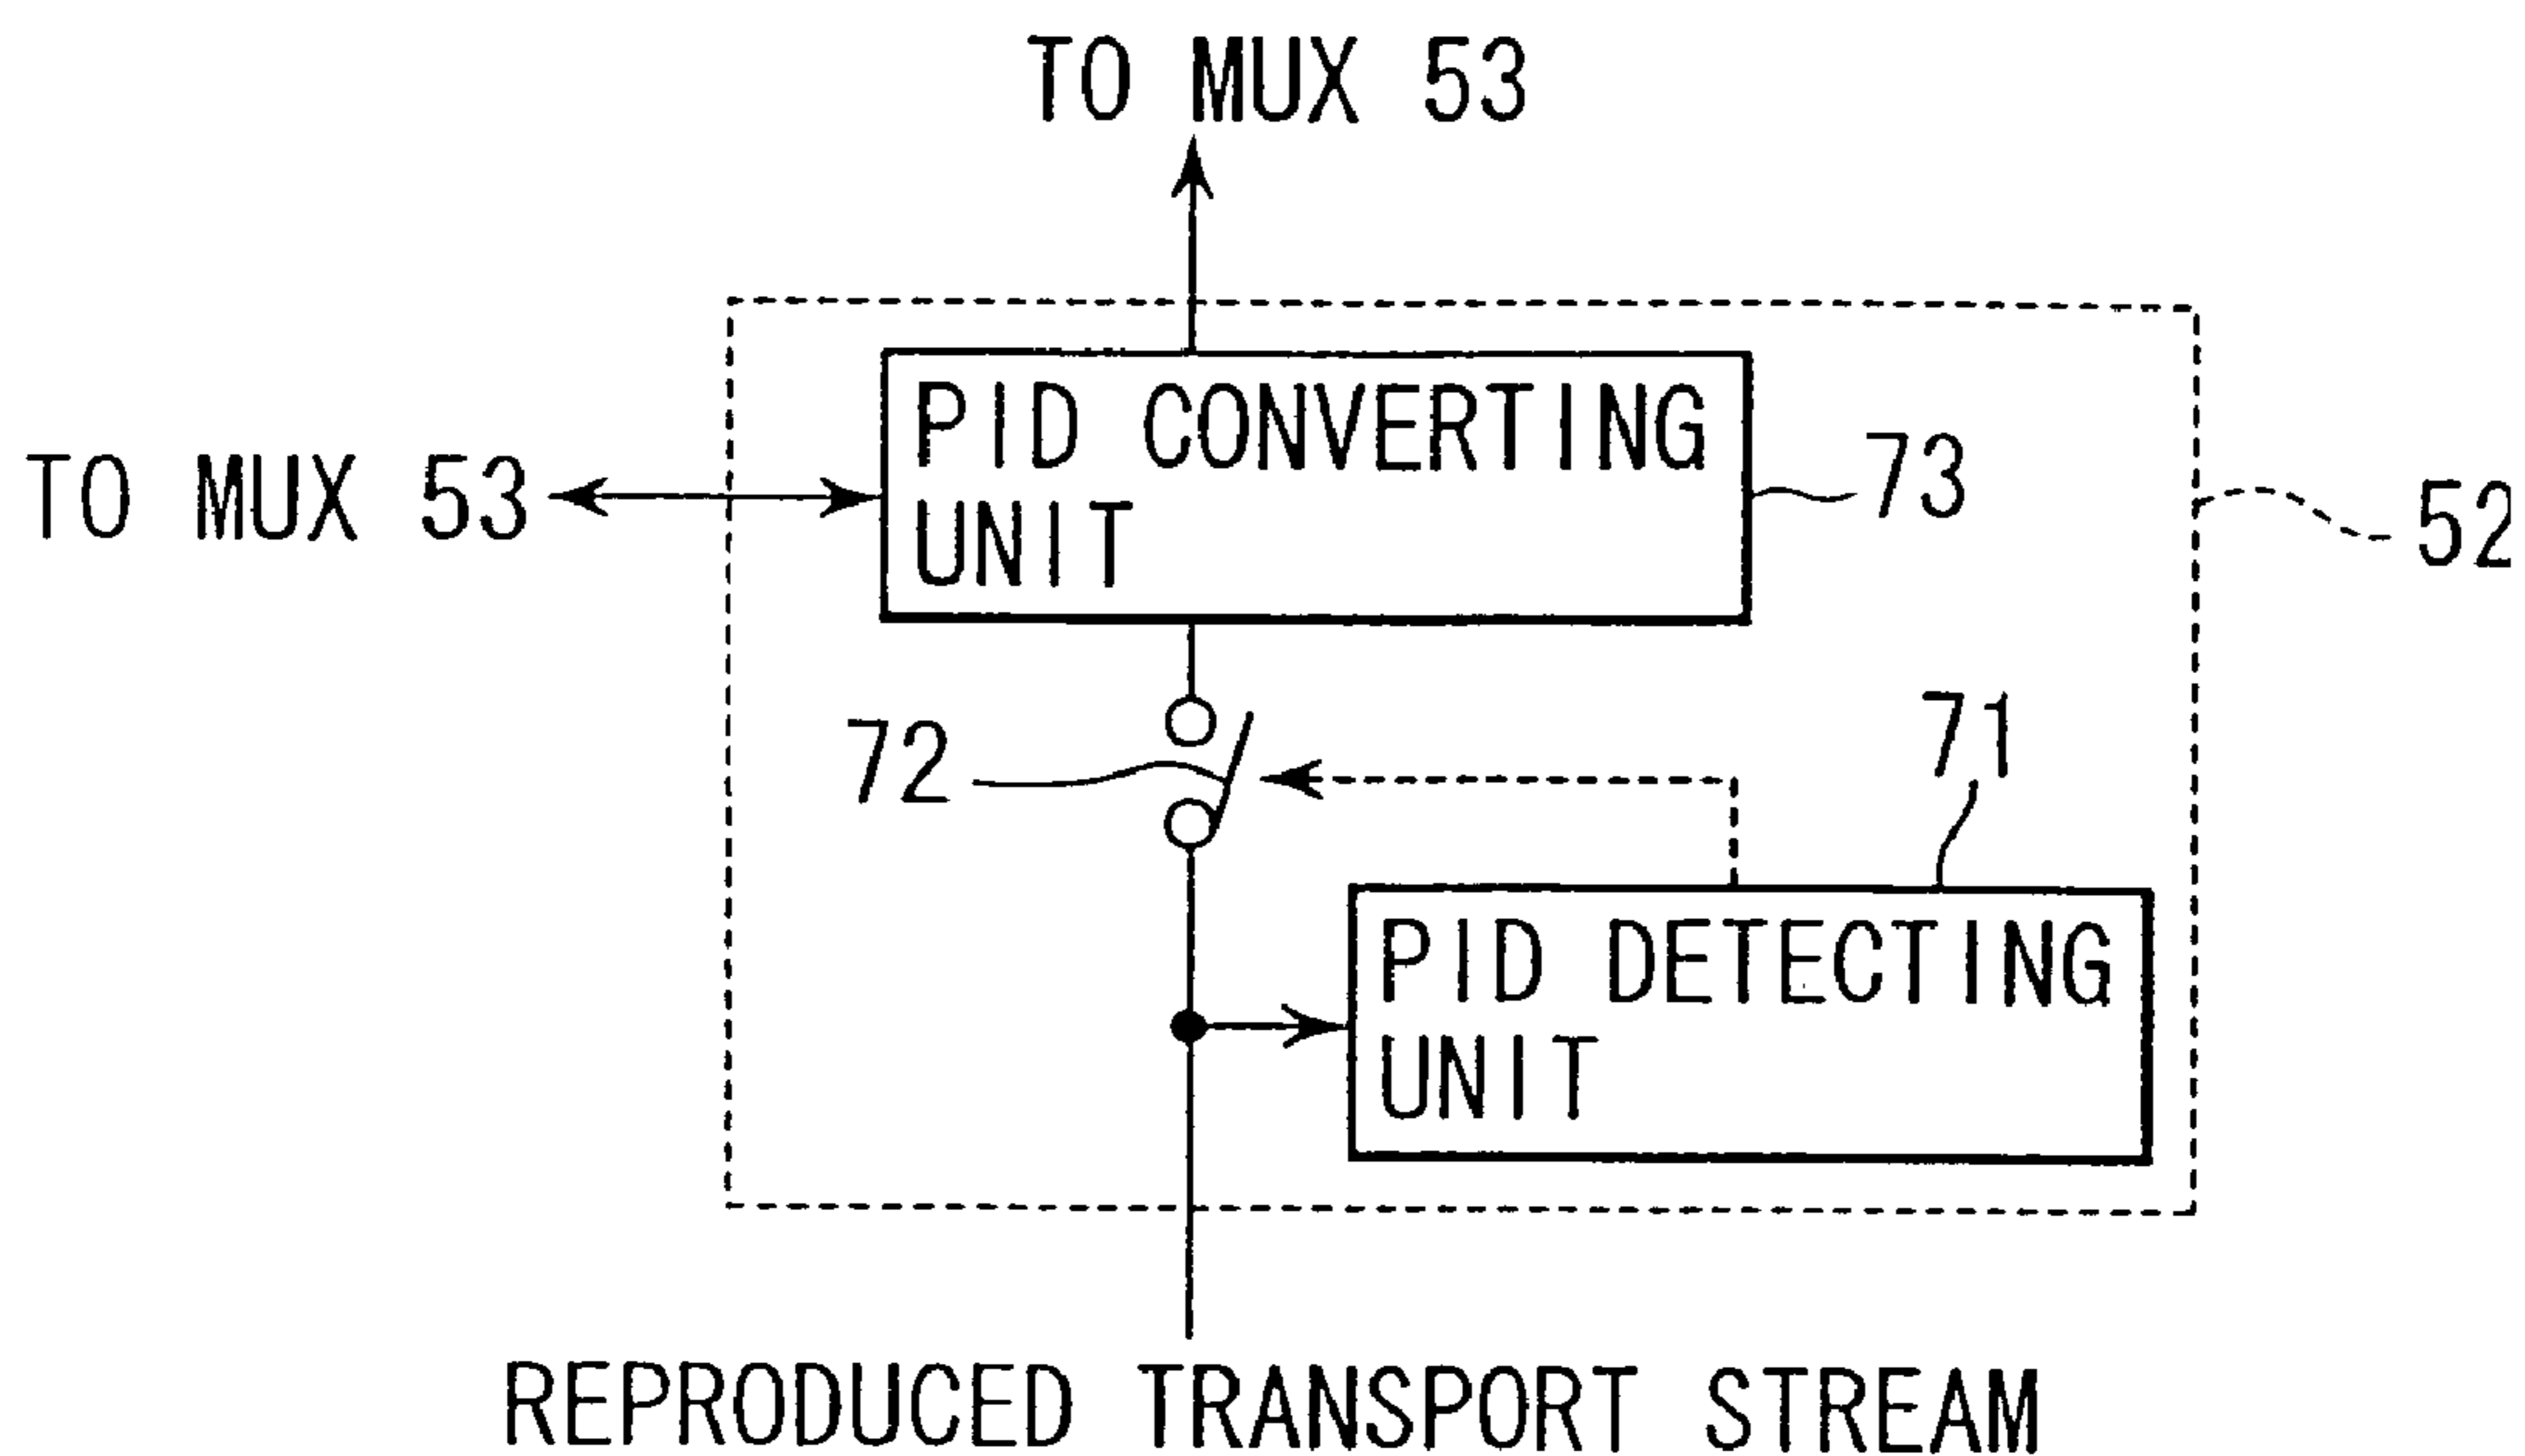 TO MUX 53
PID CONVERTING
UNIT
TO MUX 53
73
52
72
71
PID DETECTING
UNIT
REPRODUCED TRANSPORT STREAM